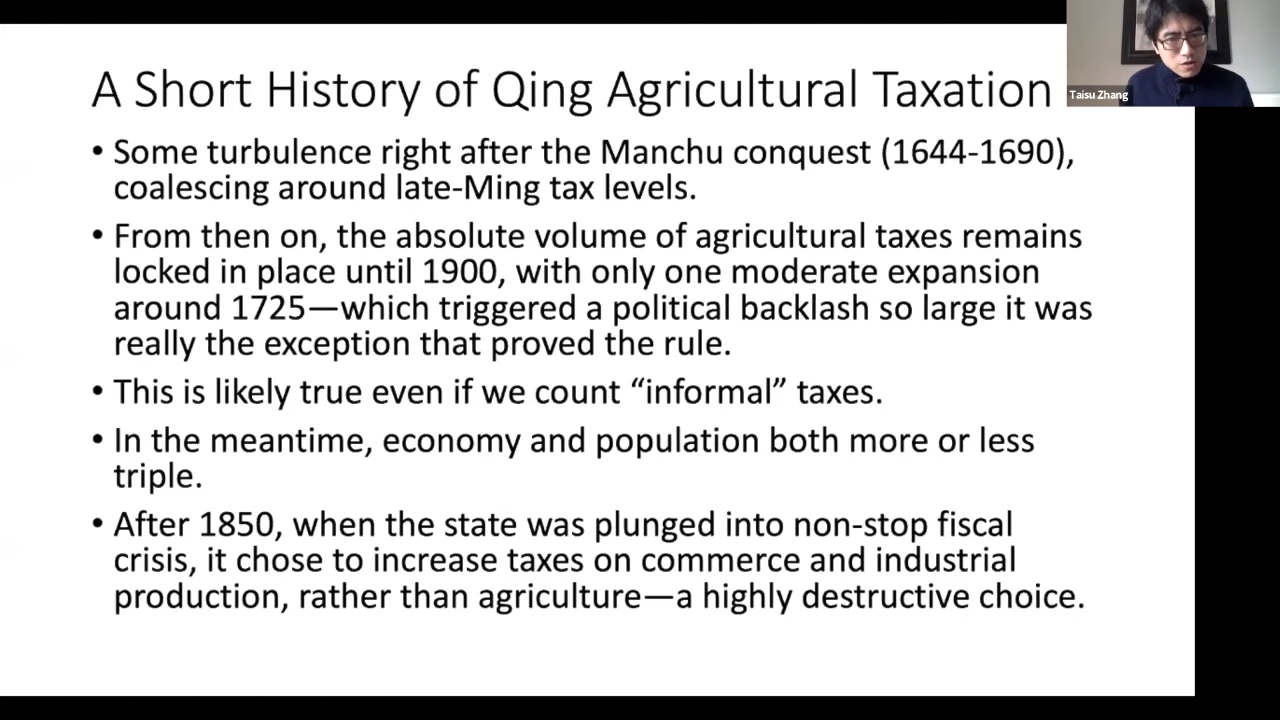 A Short History of Qing Agricultural Taxation
Taisu Zhang
• Some turbulence right after the Manchu conquest (1644-1690),
coalescing around late-Ming tax levels.
• From then on, the absolute volume of agricultural taxes remains
locked in place until 1900, with only one moderate expansion
around 1725—which triggered a political backlash so large it was
really the exception that proved the rule.
• This is likely true even if we count “informal” taxes.
• In the meantime, economy and population both more or less
triple.
• After 1850, when the state was plunged into non-stop fiscal
crisis, it chose to increase taxes on commerce and industrial
production, rather than agriculture—a highly destructive choice.